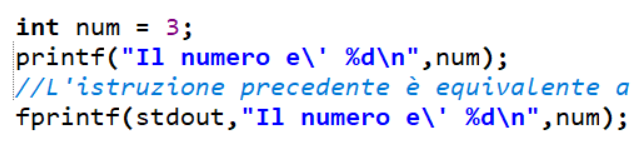 int num = 3;
printf("Il numero e\' %d\n",num);
//L'istruzione precedente è equivalente a
fprintf(stdout,"Il numero e\' %d\n",num);